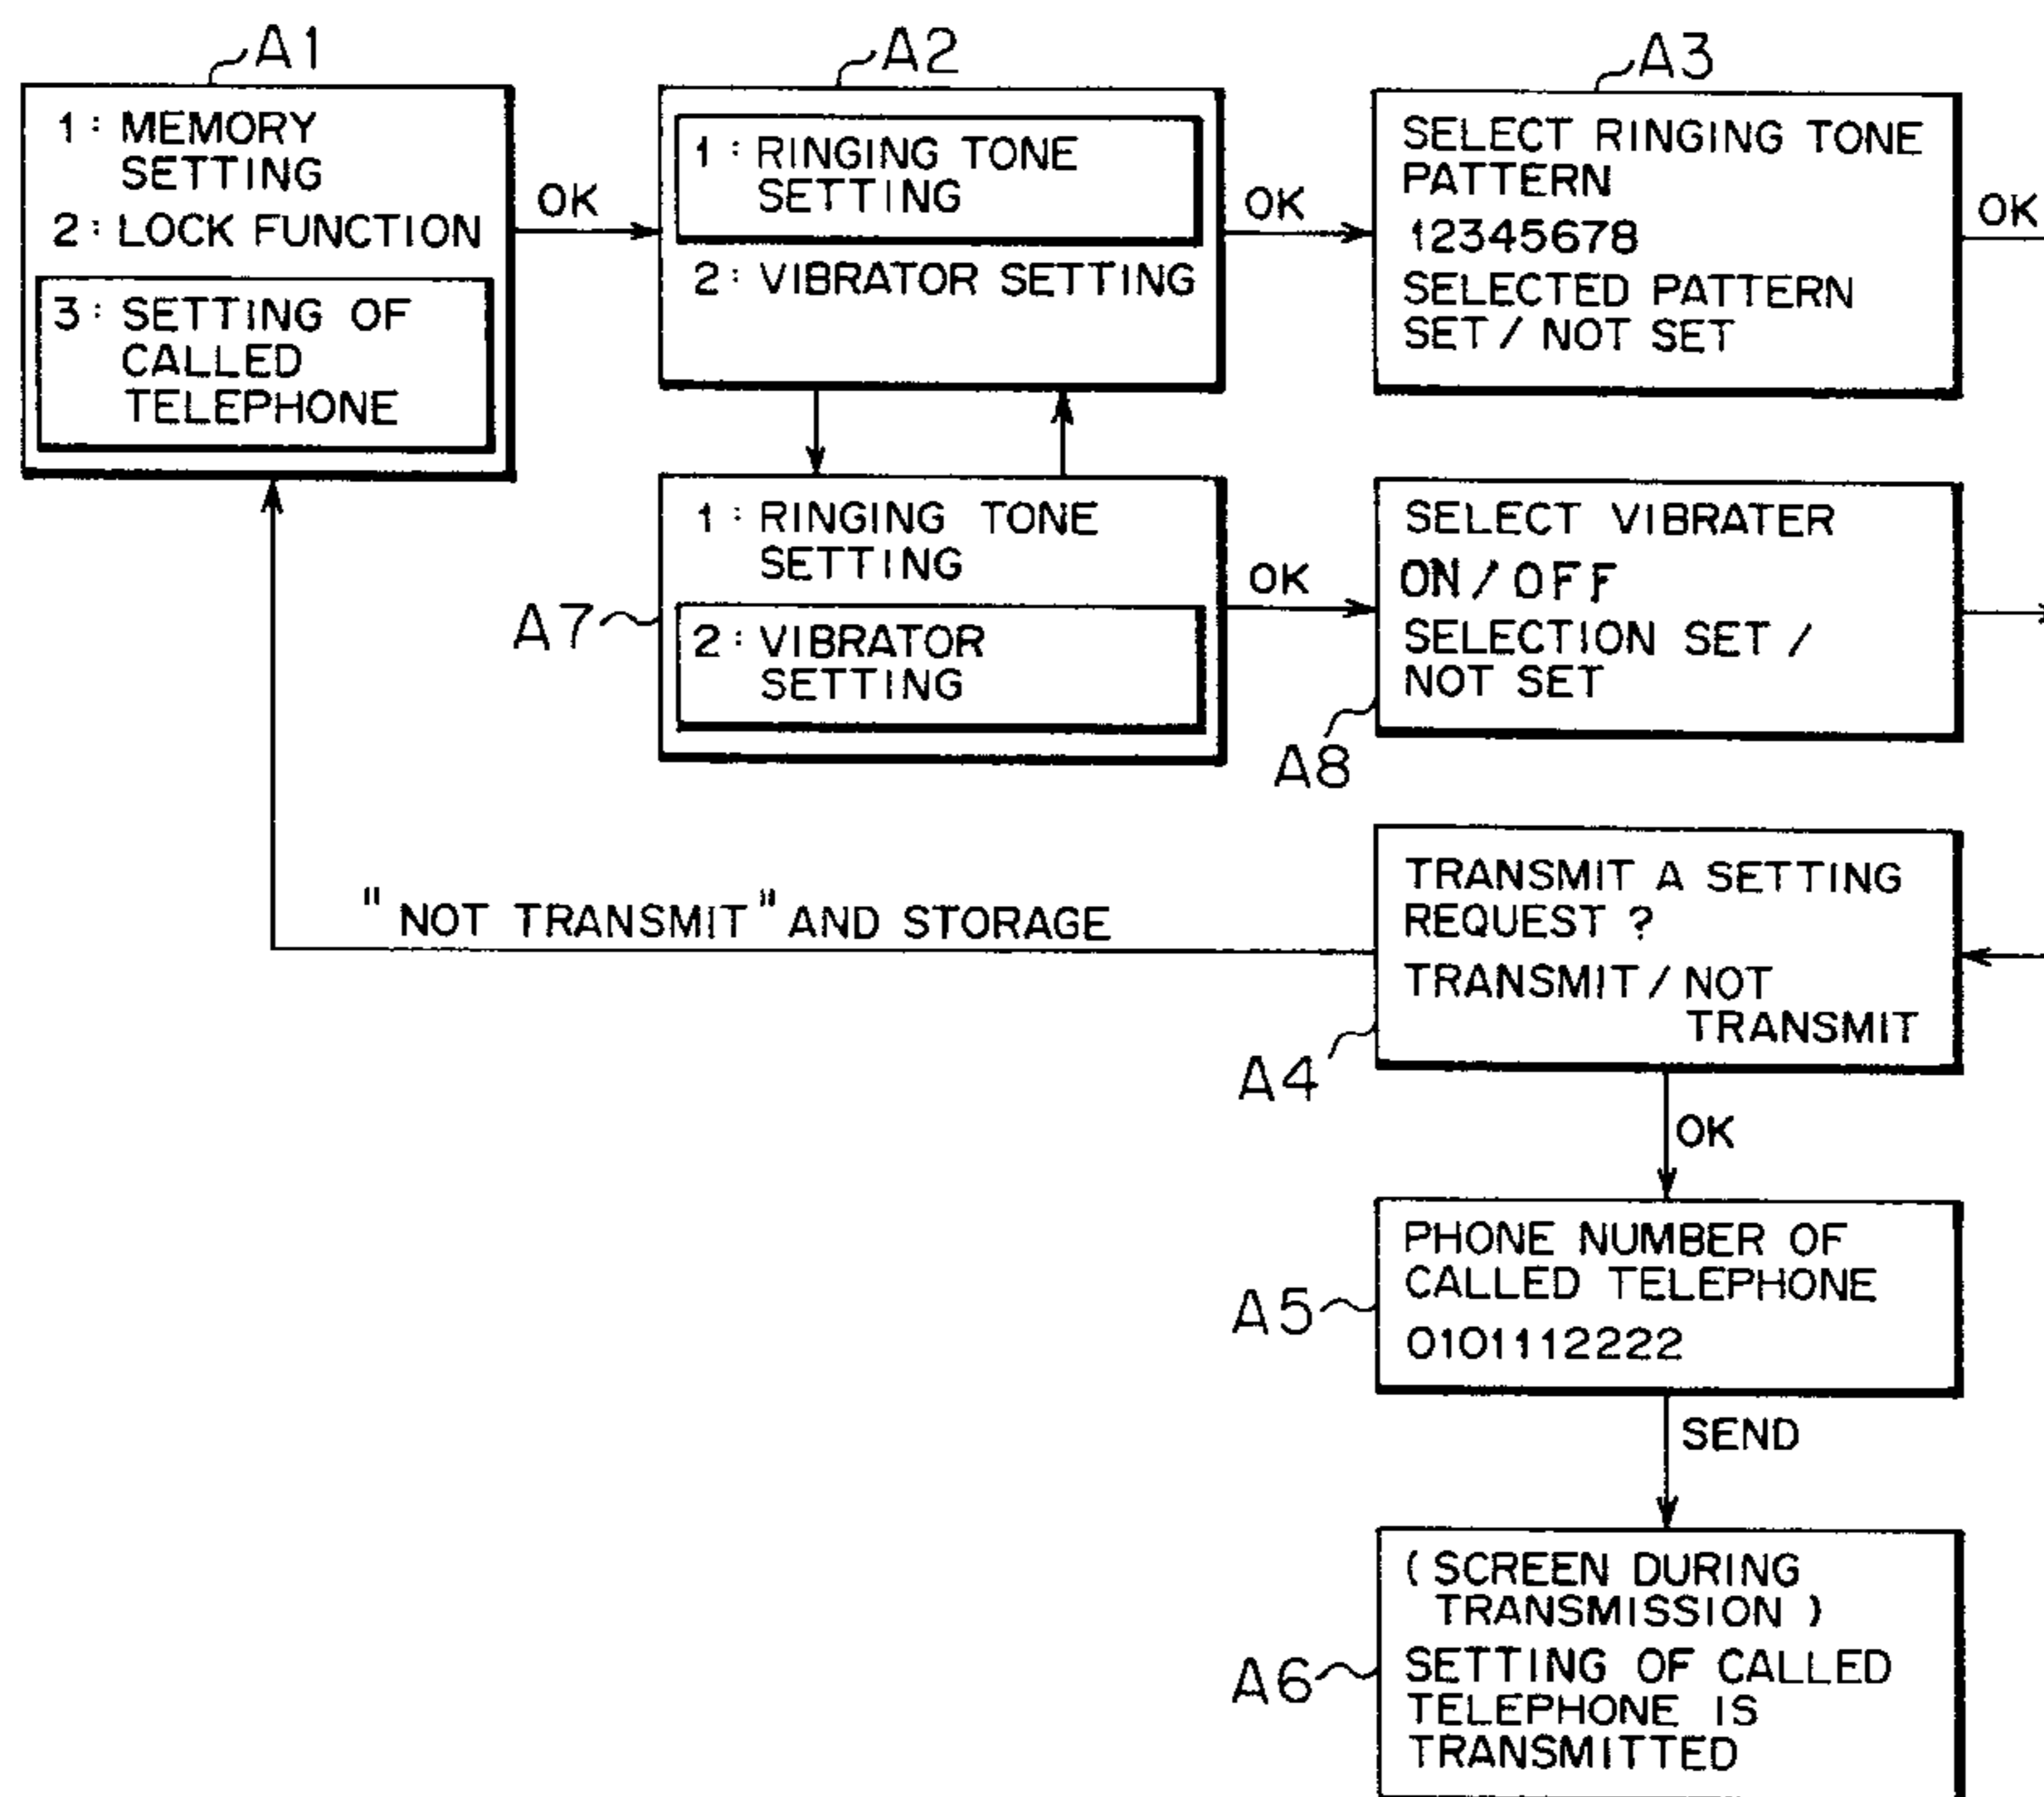 A1
1: MEMORY
SETTING
2: LOCK FUNCTION
3: SETTING OF
CALLED
TELEPHONE
OK
A2
1: RINGING TONE
SETTING
2: VIBRATOR SETTING
OK
A3
SELECT RINGING TONE
PATTERN
12345678
SELECTED PATTERN
SET / NOT SET
OK
A7
1: RINGING TONE
SETTING
2: VIBRATOR
SETTING
OK
A8
SELECT VIBRATER
ON / OFF
SELECTION SET /
NOT SET
"NOT TRANSMIT" AND STORAGE
A4
TRANSMIT A SETTING
REQUEST ?
TRANSMIT / NOT
TRANSMIT
OK
A5
PHONE NUMBER OF
CALLED TELEPHONE
0101112222
SEND
A6
( SCREEN DURING
TRANSMISSION )
SETTING OF CALLED
TELEPHONE IS
TRANSMITTED